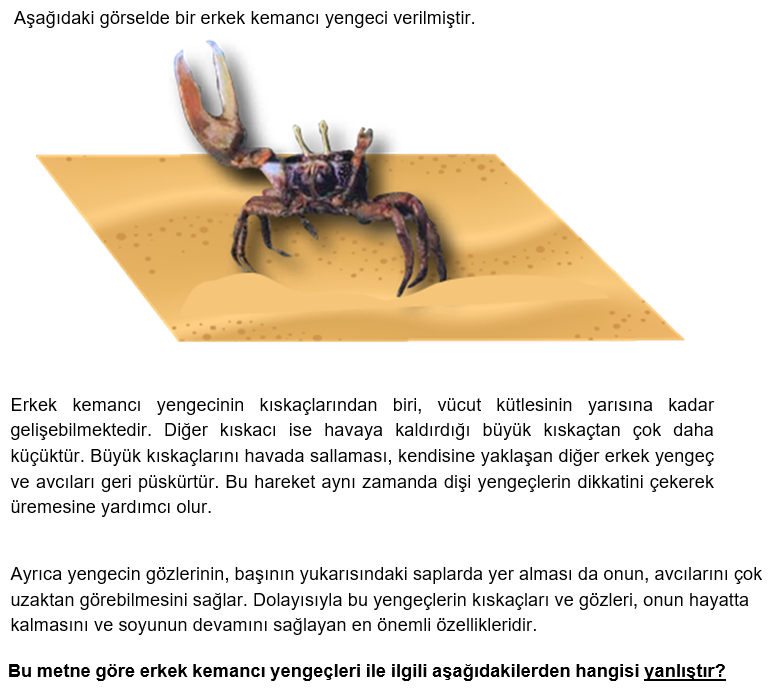 Aşağıdaki görselde bir erkek kemancı yengeci verilmiştir.
Erkek kemancı yengecinin kıskaçlarından biri, vücut kütlesinin yarısına kadar
gelişebilmektedir. Diğer kıskacı ise havaya kaldırdığı büyük kıskaçtan çok daha
küçüktür. Büyük kıskaçlarını havada sallaması, kendisine yaklaşan diğer erkek yengeç
ve avcıları geri püskürtür. Bu hareket aynı zamanda dişi yengeçlerin dikkatini çekerek
üremesine yardımcı olur.
Ayrıca yengecin gözlerinin, başının yukarısındaki saplarda yer alması da onun, avcılarını çok
uzaktan görebilmesini sağlar. Dolayısıyla bu yengeçlerin kıskaçları ve gözleri, onun hayatta
kalmasını ve soyunun devamını sağlayan en önemli özellikleridir.
Bu metne göre erkek kemancı yengeçleri ile ilgili aşağıdakilerden hangisi yanlıştır?